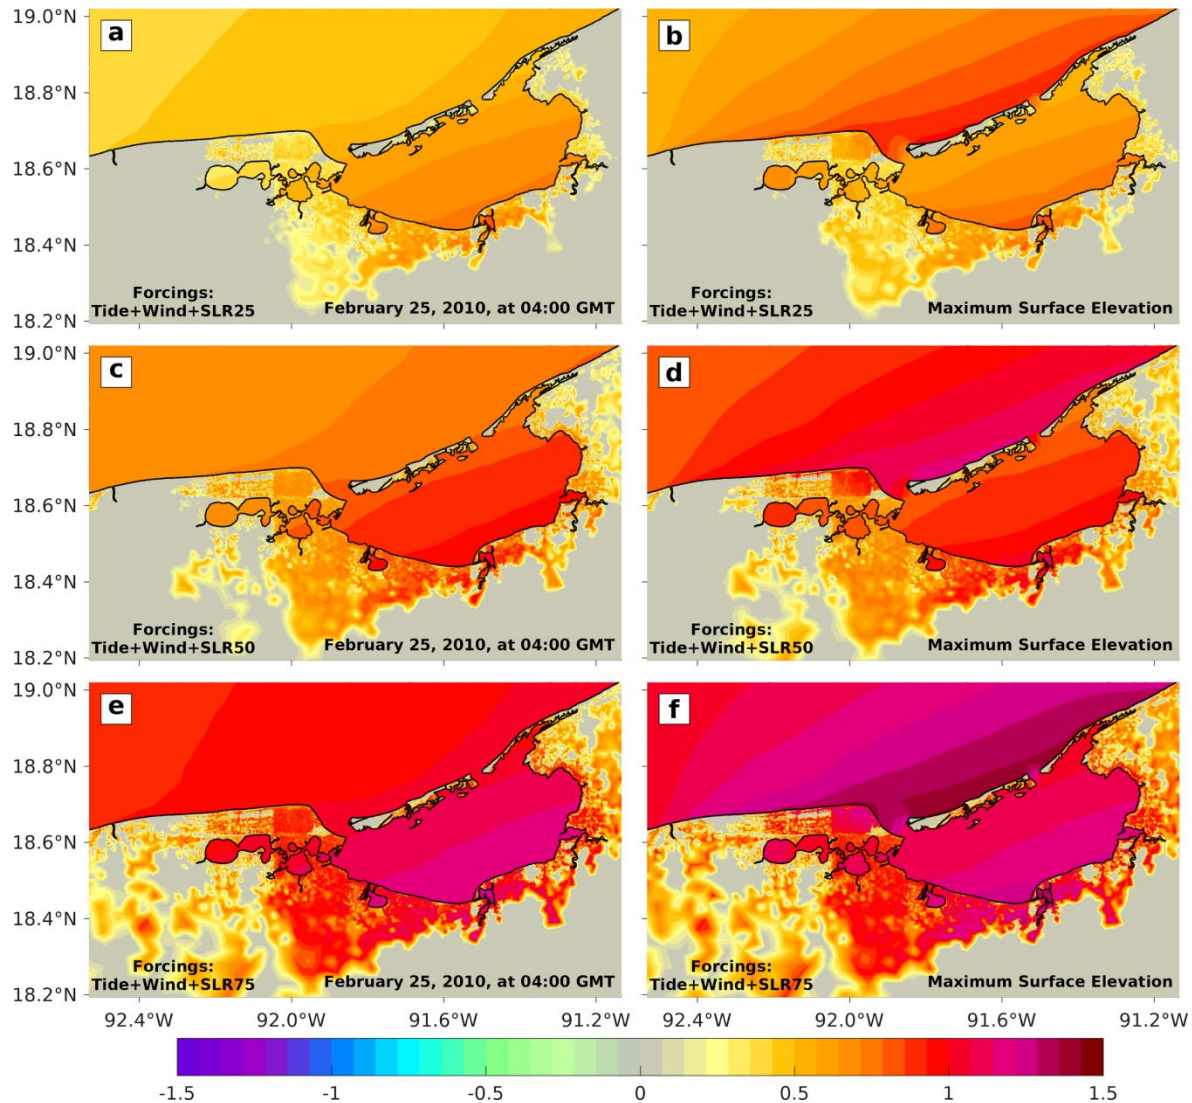 19.0°N
a
b
18.8°N
18.6°N
18.4°N
Forcings:
Tide+Wind+SLR25
February 25, 2010, at 04:00 GMT
Forcings:
Tide+Wind+SLR25
Maximum Surface Elevation
18.2°N
19.0°N
c
d
18.8°N
18.6°N
18.4°N
Forcings:
Tide+Wind+SLR50
February 25, 2010, at 04:00 GMT
Forcings:
Tide+Wind+SLR50
Maximum Surface Elevation
18.2°N
19.0°N
e
f
18.8°N
18.6°N
18.4°N
Forcings:
Tide+Wind+SLR75
February 25, 2010, at 04:00 GMT
Forcings:
Tide+Wind+SLR75
Maximum Surface Elevation
18.2°N
92.4°W 92.0°W 91.6°W 91.2°W 92.4°W 92.0°W 91.6°W 91.2°W
-1.5 -1 -0.5 0 0.5 1 1.5